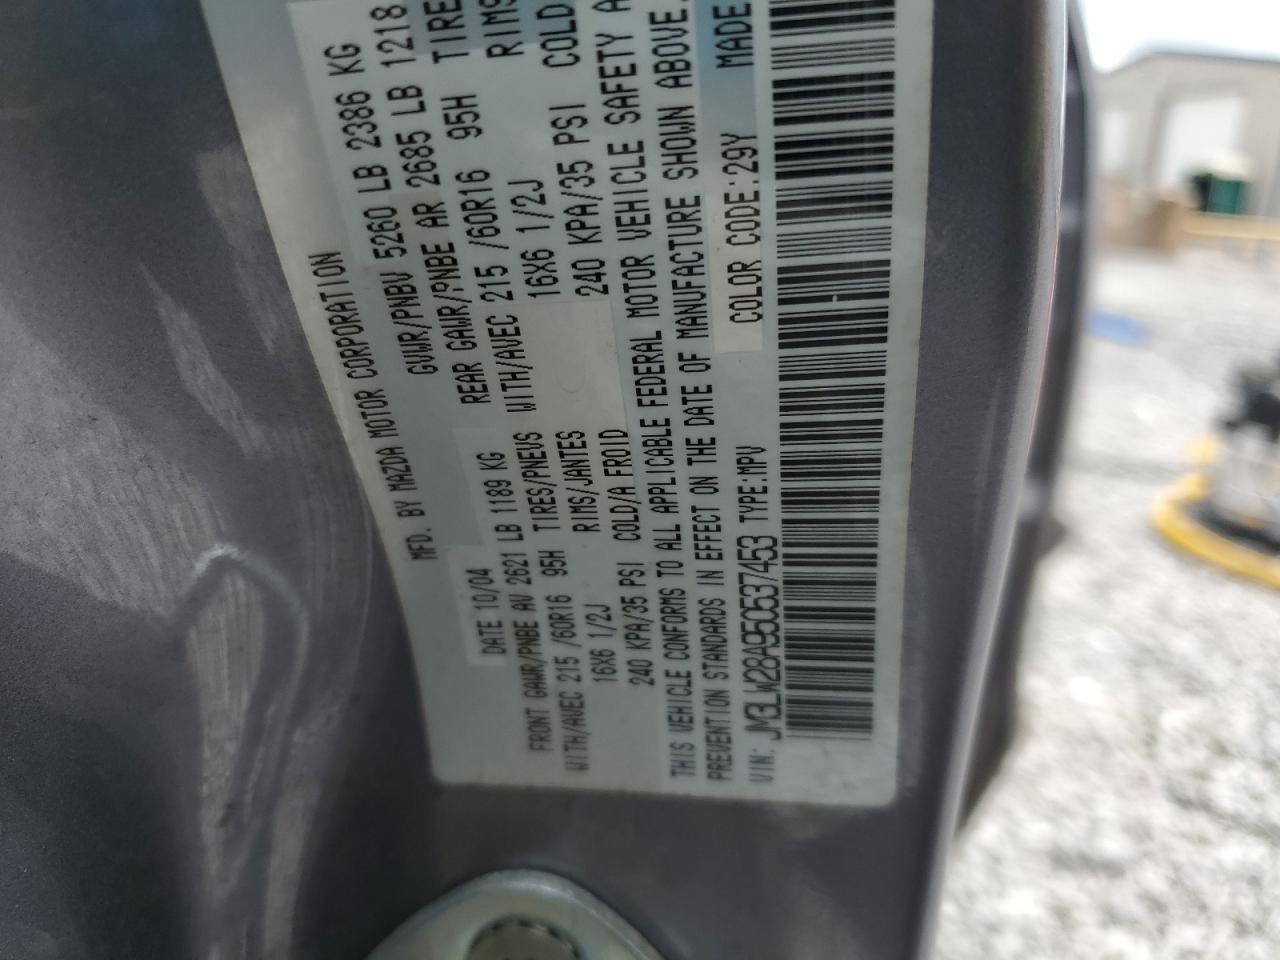 MFD. BY MAZDA MOTOR CORPORATION
DATE 10/04 GVWR/PNBV 5260 LB 2386 KG
FRONT GAWR/PNBE AV 2621 LB 1189 KG REAR GAWR/PNBE AR 2685 LB 1218
WITH/AVEC 215 /60R16 95H TIRES/PNEUS WITH/AVEC 215 /60R16 95H TIRE
16X6 1/2J RIMS/JANTES 16X6 1/2J RIMS
240 KPA/35 PSI COLD/A FROID 240 KPA/35 PSI COLD
THIS VEHICLE CONFORMS TO ALL APPLICABLE FEDERAL MOTOR VEHICLE SAFETY A
PREVENTION STANDARDS IN EFFECT ON THE DATE OF MANUFACTURE SHOWN ABOVE.
VIN: JM3LW28A950537453 TYPE:MPV COLOR CODE:29Y MADE